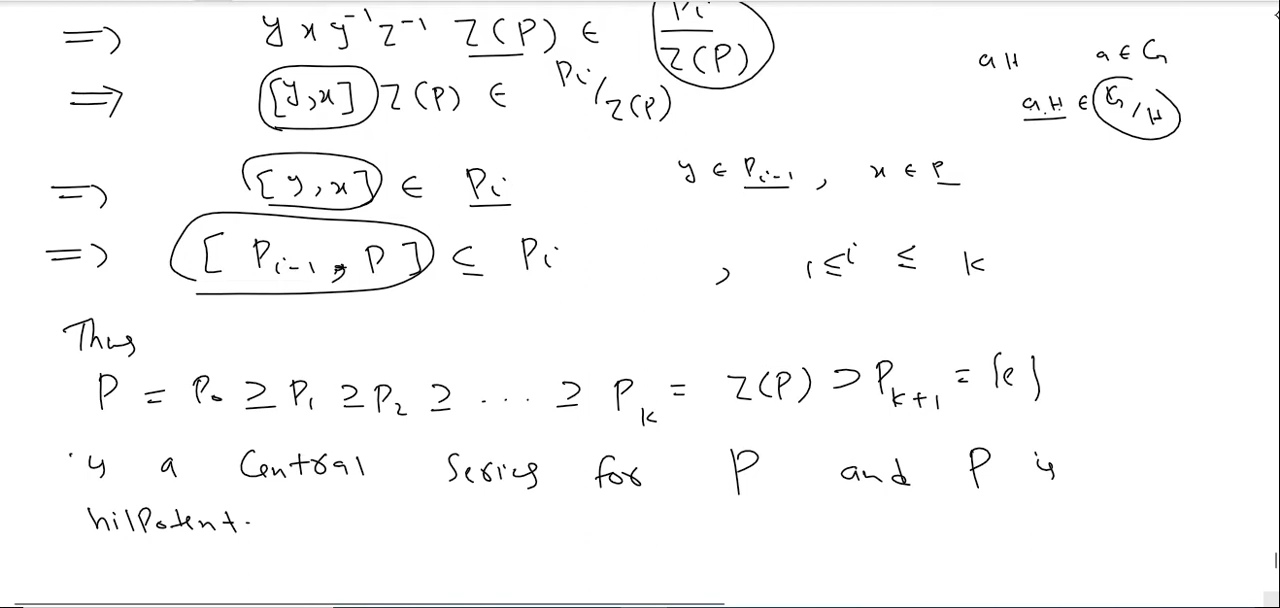 => y x y⁻¹ z⁻¹ Z(P) ∈ Pi / Z(P)
aH a ∈ G
=> [y,x] Z(P) ∈ Pi/Z(P)
a.H ∈ G/H
=> [y,x] ∈ Pi y ∈ Pi-1 , x ∈ P
=> [Pi-1, P] ⊆ Pi , 1 ≤ i ≤ k
Thus
P = P₀ ≥ P₁ ≥ P₂ ≥ ... ≥ Pk = Z(P) ⊃ Pk+1 = {e}
is a Central Series for P and P is
nilpotent.